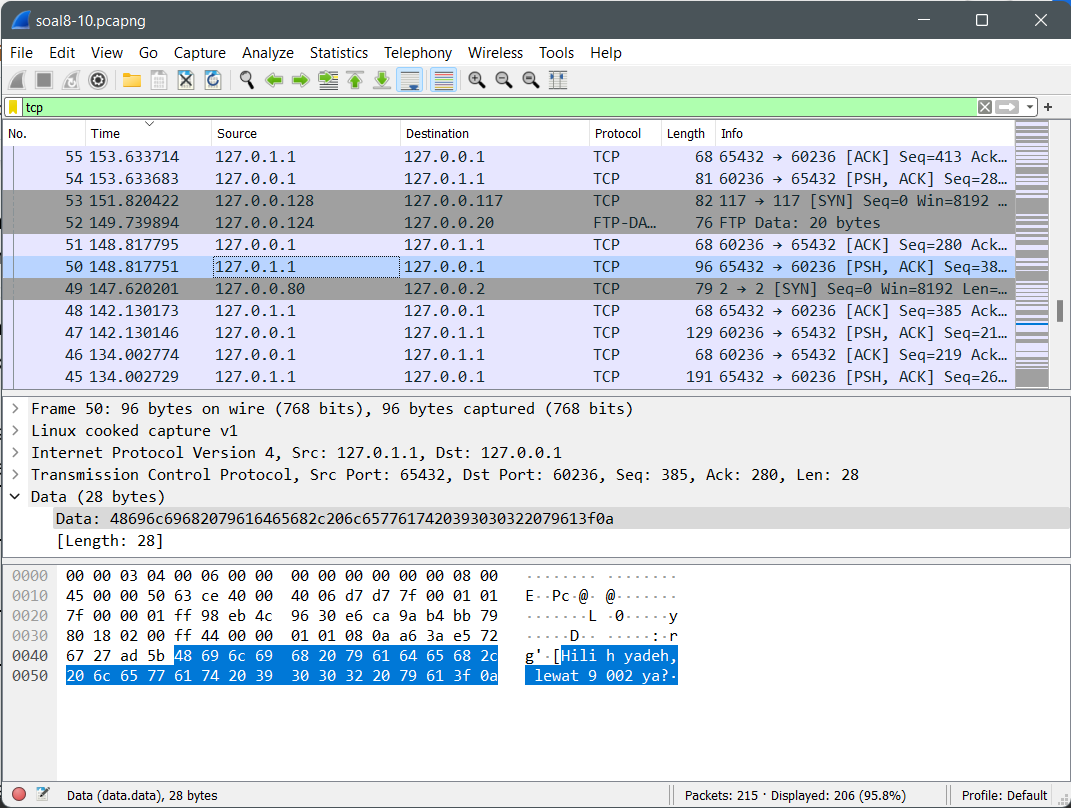 soal8-10.pcapng
File Edit View Go Capture Analyze Statistics Telephony Wireless Tools Help
tcp
No. Time Source Destination Protocol Length Info
55 153.633714 127.0.1.1 127.0.0.1 TCP 68 65432 → 60236 [ACK] Seq=413 Ack…
54 153.633683 127.0.0.1 127.0.1.1 TCP 81 60236 → 65432 [PSH, ACK] Seq=28…
53 151.820422 127.0.0.128 127.0.0.117 TCP 82 117 → 117 [SYN] Seq=0 Win=8192 …
52 149.739894 127.0.0.124 127.0.0.20 FTP-DA… 76 FTP Data: 20 bytes
51 148.817795 127.0.0.1 127.0.1.1 TCP 68 60236 → 65432 [ACK] Seq=280 Ack…
50 148.817751 127.0.1.1 127.0.0.1 TCP 96 65432 → 60236 [PSH, ACK] Seq=38…
49 147.620201 127.0.0.80 127.0.0.2 TCP 79 2 → 2 [SYN] Seq=0 Win=8192 Len=…
48 142.130173 127.0.1.1 127.0.0.1 TCP 68 65432 → 60236 [ACK] Seq=385 Ack…
47 142.130146 127.0.0.1 127.0.1.1 TCP 129 60236 → 65432 [PSH, ACK] Seq=21…
46 134.002774 127.0.0.1 127.0.1.1 TCP 68 60236 → 65432 [ACK] Seq=219 Ack…
45 134.002729 127.0.1.1 127.0.0.1 TCP 191 65432 → 60236 [PSH, ACK] Seq=26…
Frame 50: 96 bytes on wire (768 bits), 96 bytes captured (768 bits)
Linux cooked capture v1
Internet Protocol Version 4, Src: 127.0.1.1, Dst: 127.0.0.1
Transmission Control Protocol, Src Port: 65432, Dst Port: 60236, Seq: 385, Ack: 280, Len: 28
Data (28 bytes)
Data: 48696c69682079616465682c206c6577617420393030322079613f0a
[Length: 28]
0000 00 00 03 04 00 06 00 00 00 00 00 00 00 00 08 00 ········ ········
0010 45 00 00 50 63 ce 40 00 40 06 d7 d7 7f 00 01 01 E··Pc·@· @·······
0020 7f 00 00 01 ff 98 eb 4c 96 30 e6 ca 9a b4 bb 79 ·······L ·0·····y
0030 80 18 02 00 ff 44 00 00 01 01 08 0a a6 3a e5 72 ·····D·· ·····:·r
0040 67 27 ad 5b 48 69 6c 69 68 20 79 61 64 65 68 2c g'·[Hili h yadeh,
0050 20 6c 65 77 61 74 20 39 30 30 32 20 79 61 3f 0a lewat 9 002 ya?·
Data (data.data), 28 bytes Packets: 215 · Displayed: 206 (95.8%) Profile: Default